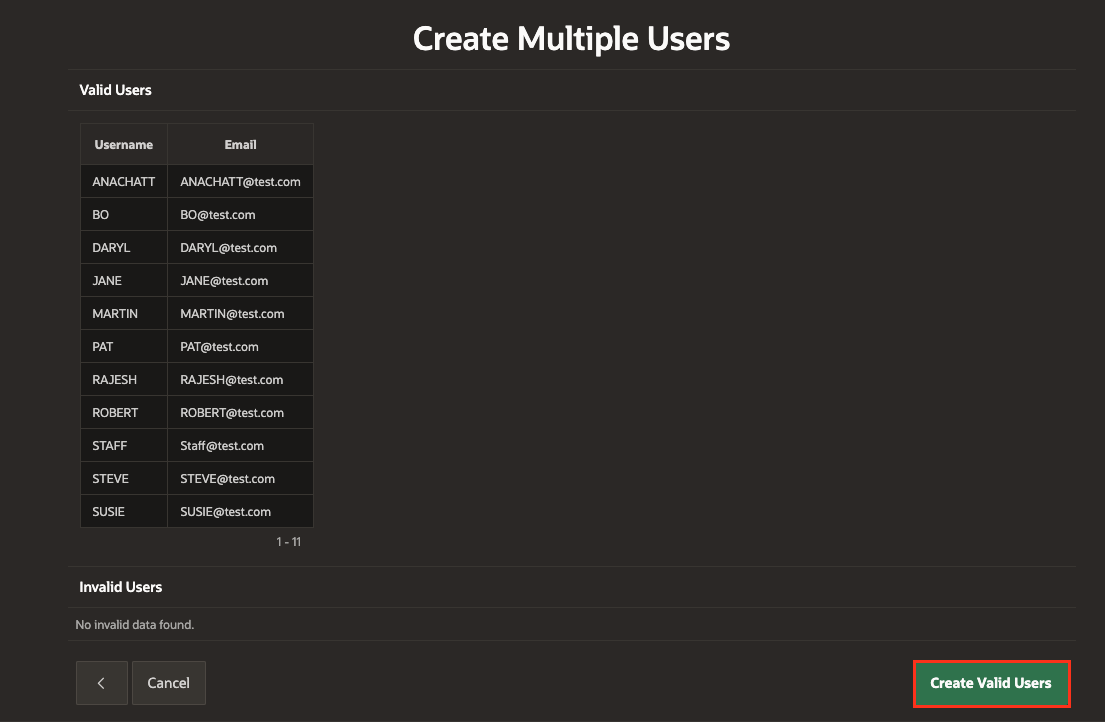 Create Multiple Users
Valid Users
Username Email
ANACHATT ANACHATT@test.com
BO BO@test.com
DARYL DARYL@test.com
JANE JANE@test.com
MARTIN MARTIN@test.com
PAT PAT@test.com
RAJESH RAJESH@test.com
ROBERT ROBERT@test.com
STAFF Staff@test.com
STEVE STEVE@test.com
SUSIE SUSIE@test.com
1 - 11
Invalid Users
No invalid data found.
Cancel Create Valid Users